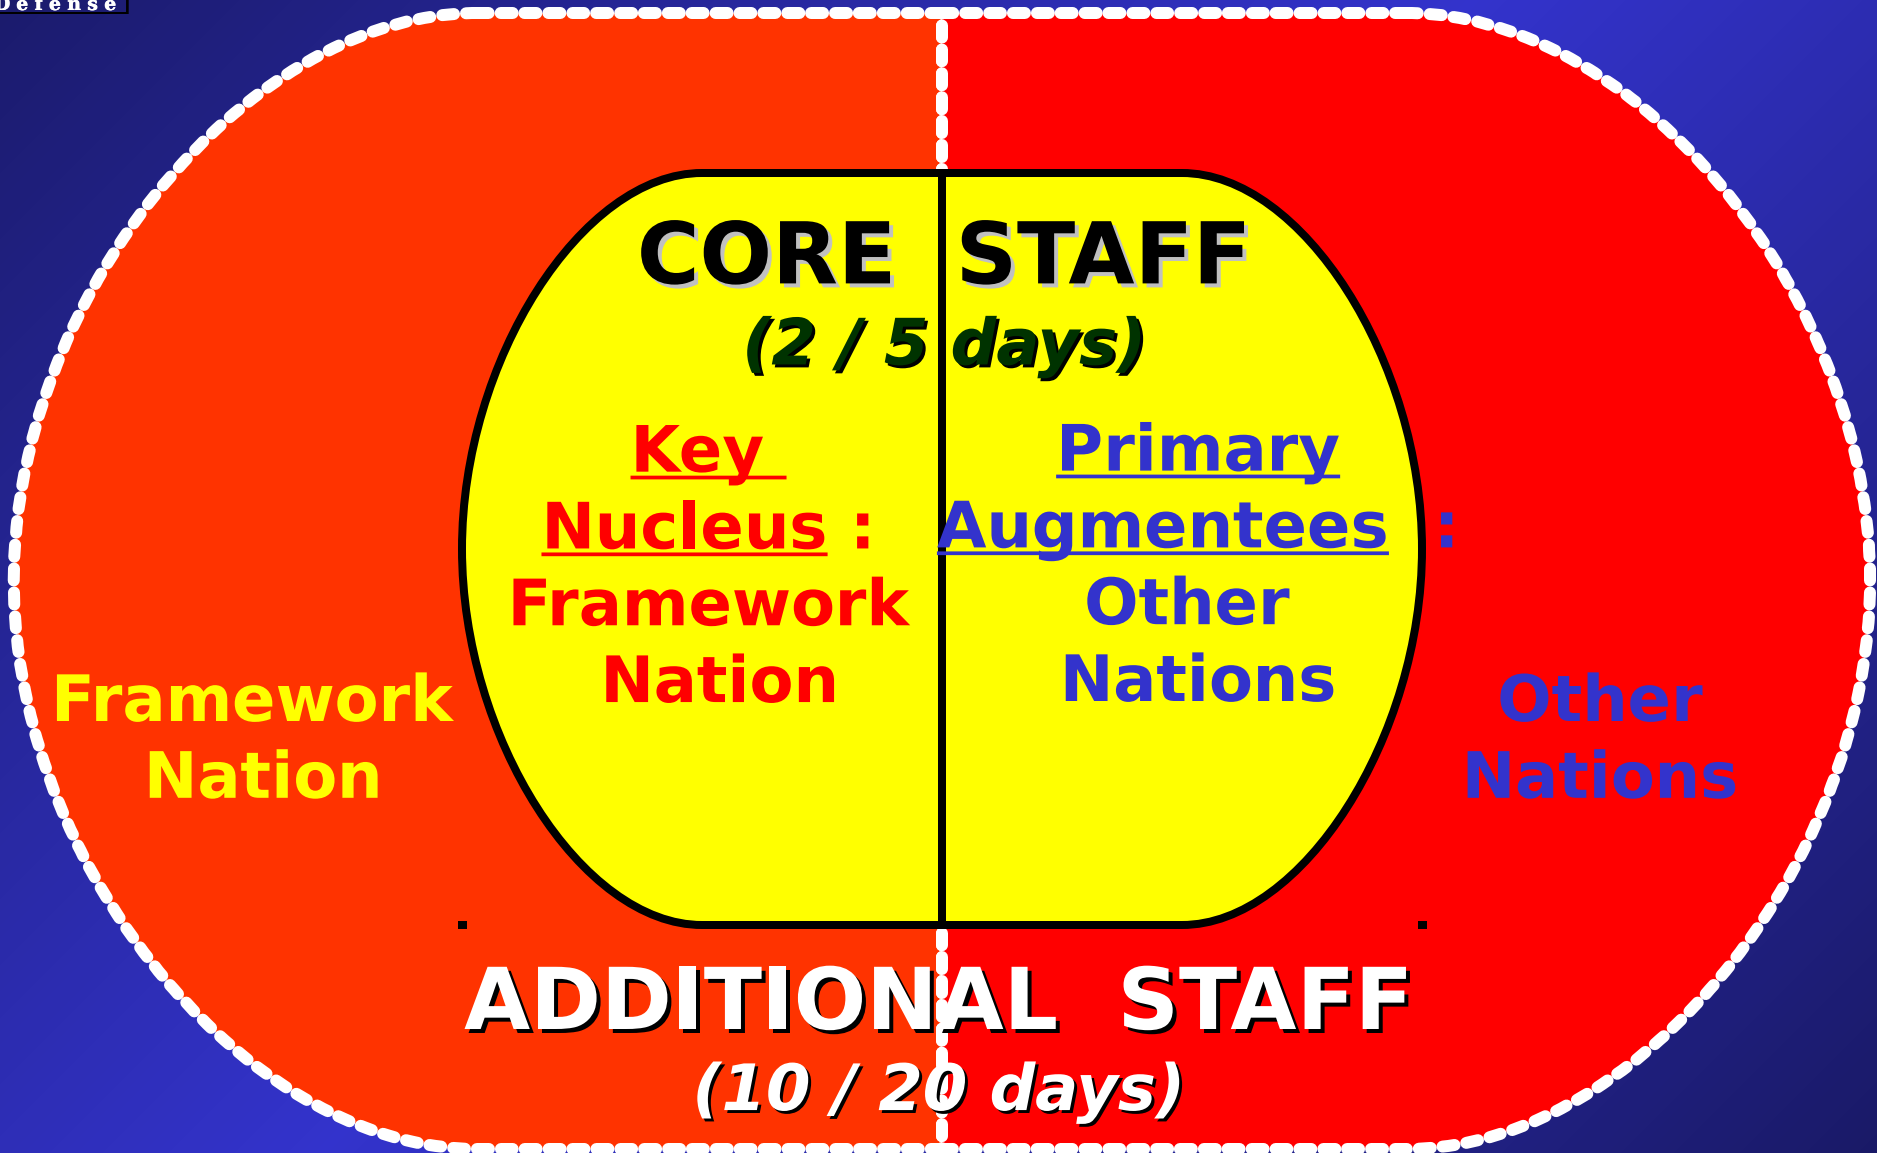 Defense
CORE STAFF
(2 / 5 days)
Key
Nucleus :
Framework
Nation
Primary
Augmentees :
Other
Nations
Framework
Nation
Other
Nations
ADDITIONAL STAFF
(10 / 20 days)